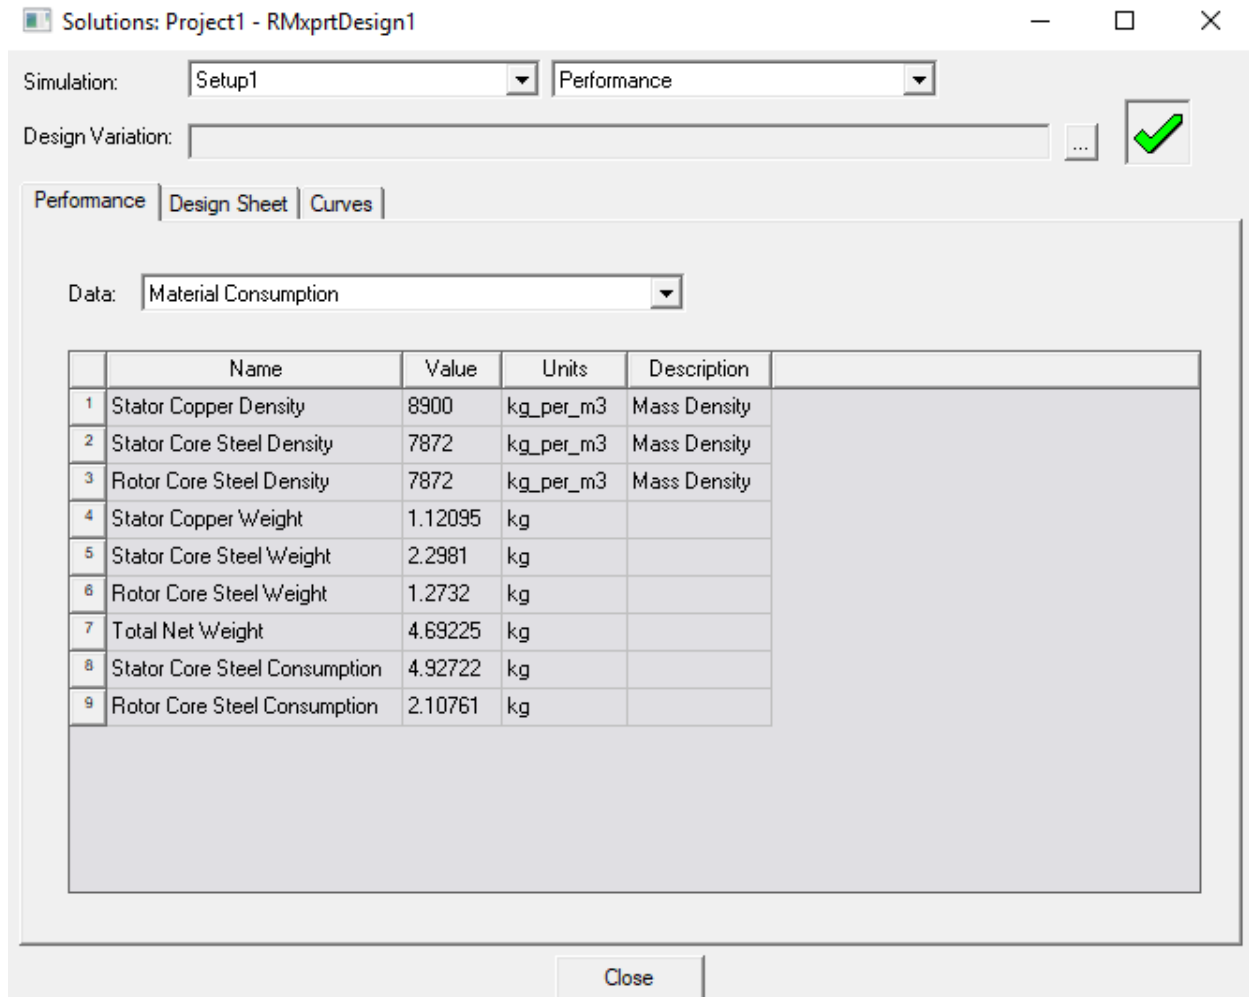 Solutions: Project1 - RMxprtDesign1
Simulation: Setup1 Performance
Design Variation: ...
Performance Design Sheet Curves
Data: Material Consumption
Name Value Units Description
1 Stator Copper Density 8900 kg_per_m3 Mass Density
2 Stator Core Steel Density 7872 kg_per_m3 Mass Density
3 Rotor Core Steel Density 7872 kg_per_m3 Mass Density
4 Stator Copper Weight 1.12095 kg
5 Stator Core Steel Weight 2.2981 kg
6 Rotor Core Steel Weight 1.2732 kg
7 Total Net Weight 4.69225 kg
8 Stator Core Steel Consumption 4.92722 kg
9 Rotor Core Steel Consumption 2.10761 kg
Close